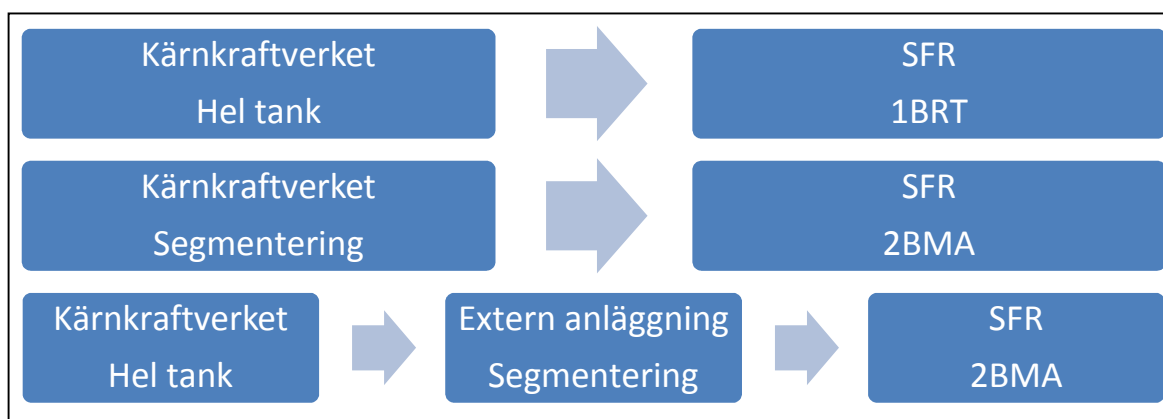 Kärnkraftverket
Hel tank
SFR
1BRT
Kärnkraftverket
Segmentering
SFR
2BMA
Kärnkraftverket
Hel tank
Extern anläggning
Segmentering
SFR
2BMA